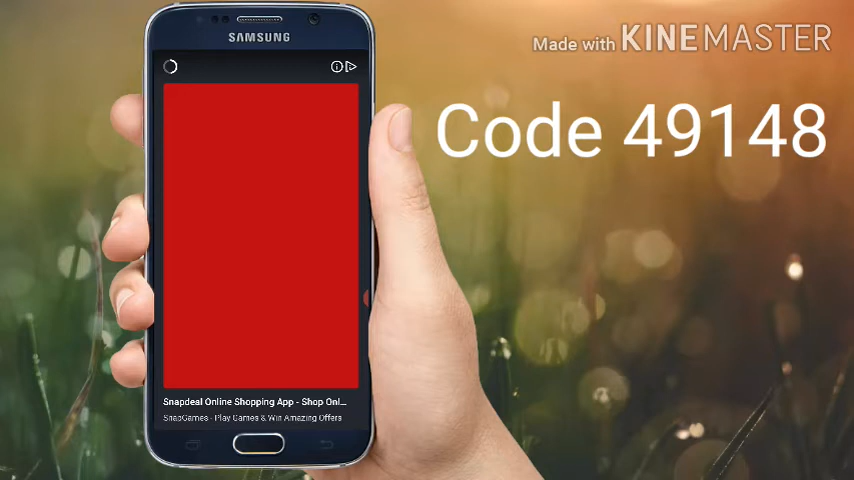 SAMSUNG
Made with KINEMASTER
Code 49148
Snapdeal Online Shopping App - Shop Onl...
SnapGames - Play Games & Win Amazing Offers